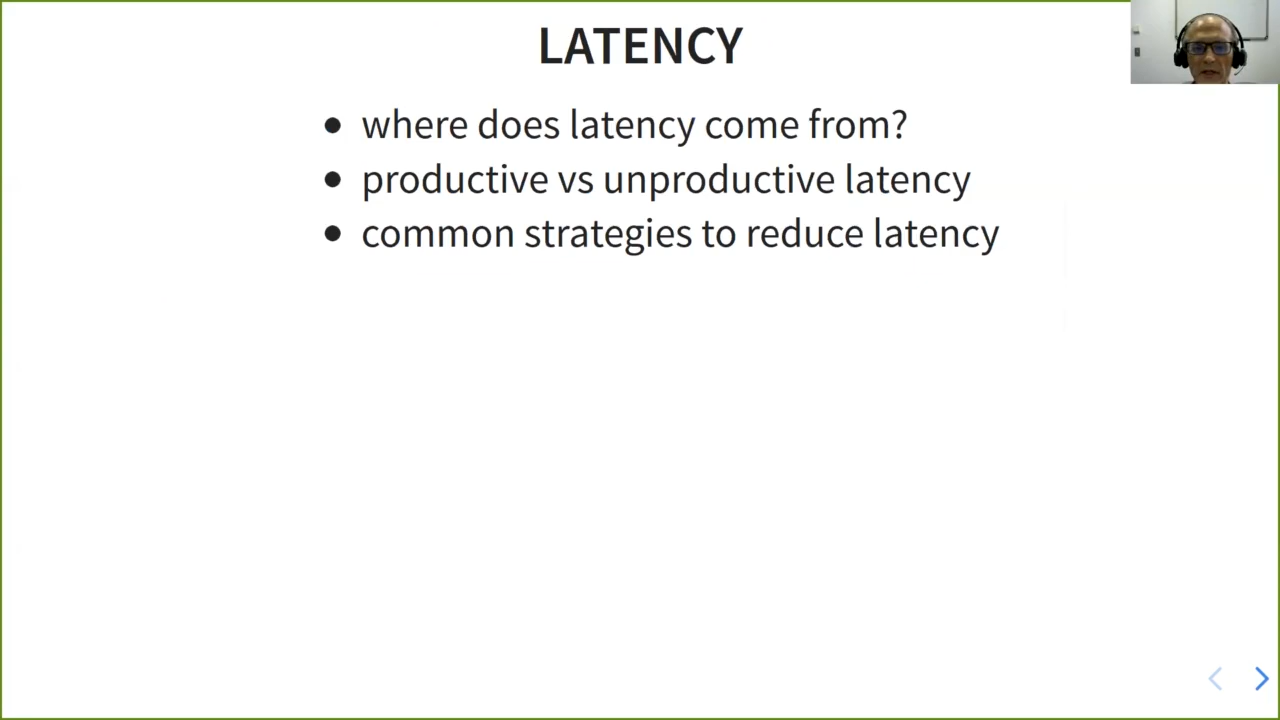 LATENCY
where does latency come from?
productive vs unproductive latency
common strategies to reduce latency